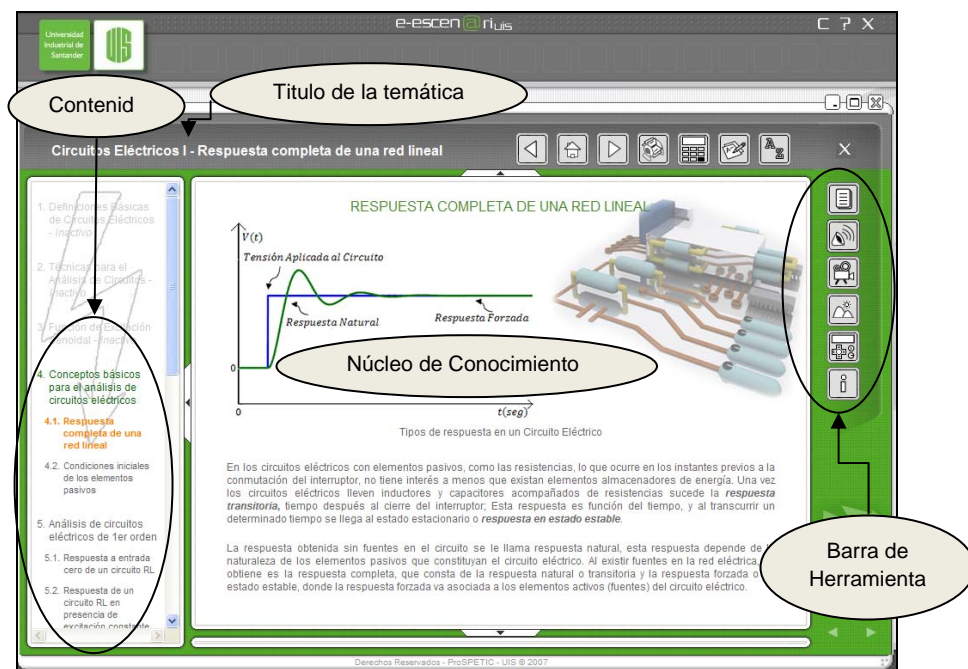 e-escen@ri uis
C ? X
Universidad
Industrial de
Santander
UIS
Contenid
Titulo de la temática
Circuitos Eléctricos I - Respuesta completa de una red lineal
A Z
X
1. Definiciones Básicas
de Circuitos Eléctricos
- Inactivo
2. Técnicas para el
Análisis de Circuitos -
Inactivo
3. Función de Excitación
Senoidal - Inactivo
4. Conceptos básicos
para el análisis de
circuitos eléctricos
4.1. Respuesta
completa de una
red lineal
4.2. Condiciones iniciales
de los elementos
pasivos
5. Análisis de circuitos
eléctricos de 1er orden
5.1. Respuesta a entrada
cero de un circuito RL
5.2. Respuesta de un
circuito RL en
presencia de
excitación constante
RESPUESTA COMPLETA DE UNA RED LINEAL
V(t)
Tensión Aplicada al Circuito
Respuesta Natural
Respuesta Forzada
0
0
t(seg)
Núcleo de Conocimiento
Tipos de respuesta en un Circuito Eléctrico
En los circuitos eléctricos con elementos pasivos, como las resistencias, lo que ocurre en los instantes previos a la
conmutación del interruptor, no tiene interés a menos que existan elementos almacenadores de energía. Una vez
los circuitos eléctricos lleven inductores y capacitores acompañados de resistencias sucede la respuesta
transitoria, tiempo después al cierre del interruptor; Esta respuesta es función del tiempo, y al transcurrir un
determinado tiempo se llega al estado estacionario o respuesta en estado estable.
La respuesta obtenida sin fuentes en el circuito se le llama respuesta natural, esta respuesta depende de
naturaleza de los elementos pasivos que constituyan el circuito eléctrico. Al existir fuentes en la red eléctrica,
obtiene es la respuesta completa, que consta de la respuesta natural o transitoria y la respuesta forzada o
estado estable, donde la respuesta forzada va asociada a los elementos activos (fuentes) del circuito eléctrico.
Barra de
Herramienta
Derechos Reservados - ProSPETIC - UIS © 2007